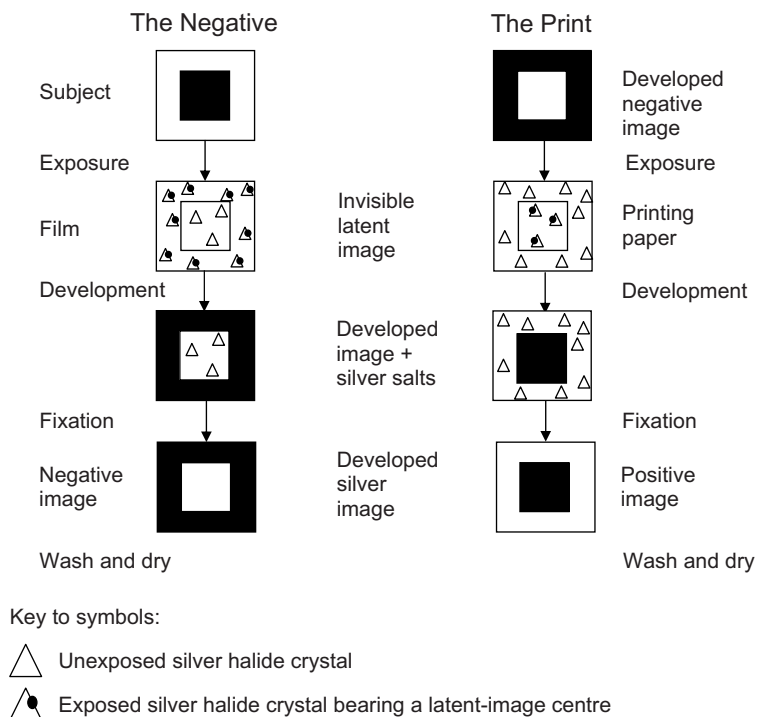 The Negative
The Print
Subject
Developed
negative
image
Exposure
Exposure
Film
Invisible
latent
image
Printing
paper
Development
Development
Developed
image +
silver salts
Fixation
Fixation
Negative
image
Developed
silver
image
Positive
image
Wash and dry
Wash and dry
Key to symbols:
Unexposed silver halide crystal
Exposed silver halide crystal bearing a latent-image centre